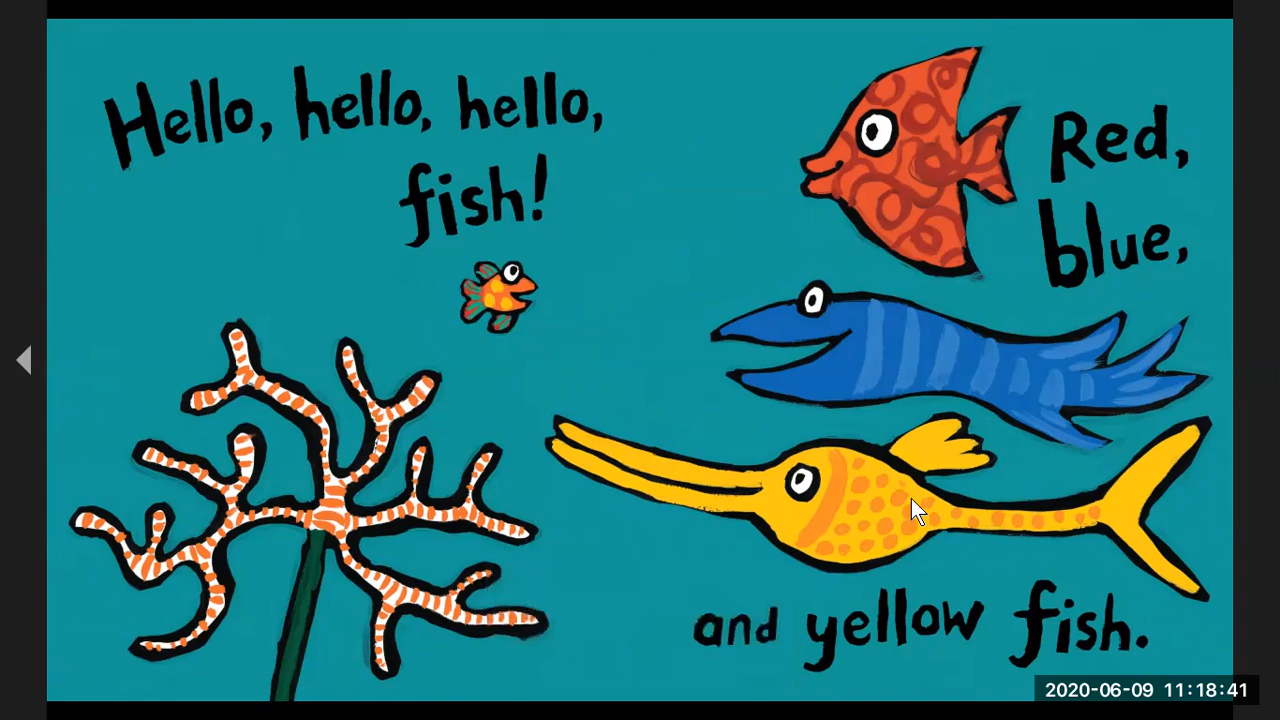 Hello, hello, hello,
fish!
Red,
blue,
and yellow fish.
2020-06-09 11:18:41